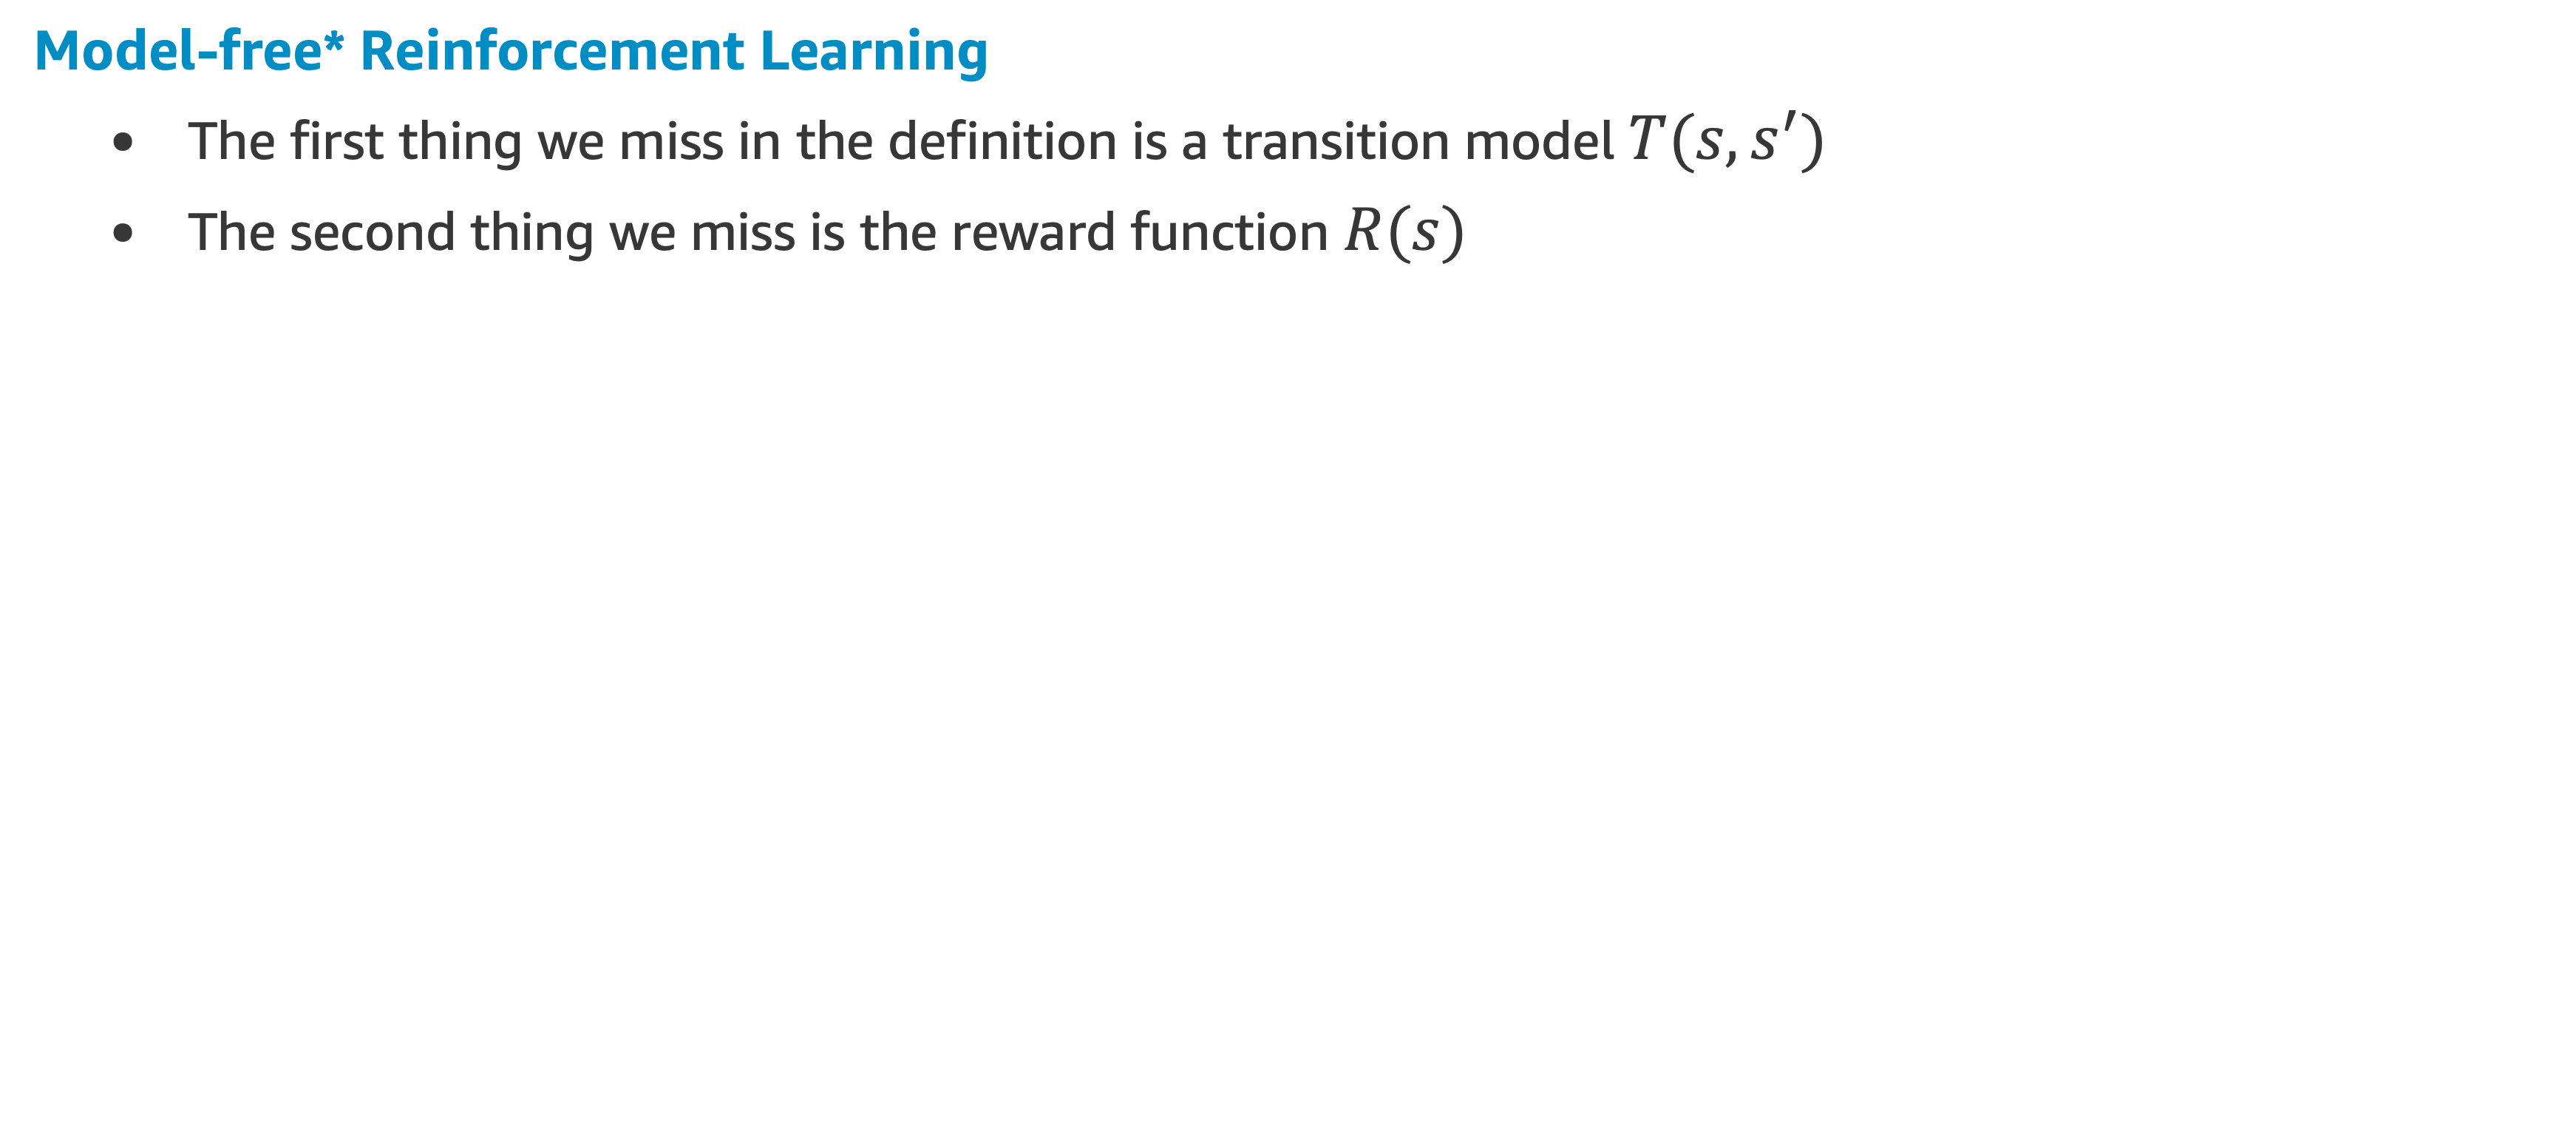 Model-free* Reinforcement Learning
• The first thing we miss in the definition is a transition model T(s, s′)
• The second thing we miss is the reward function R(s)